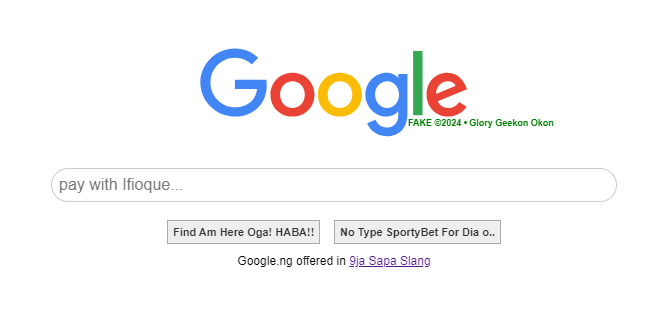 Google
FAKE ©2024 • Glory Geekon Okon
pay with Ifioque...
Find Am Here Oga! HABA!! No Type SportyBet For Dia o..
Google.ng offered in 9ja Sapa Slang